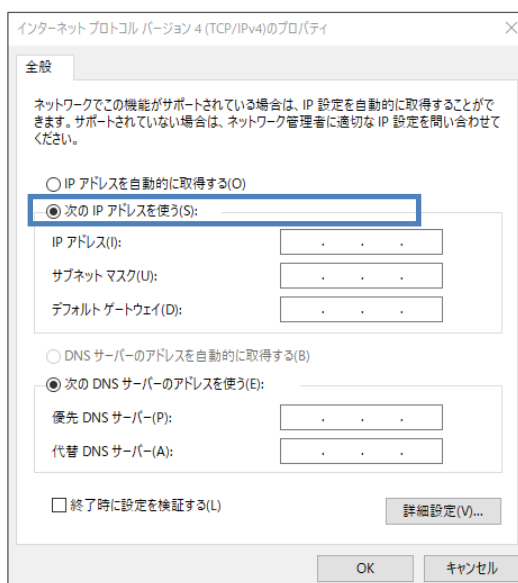 インターネット プロトコル バージョン 4 (TCP/IPv4)のプロパティ
全般
ネットワークでこの機能がサポートされている場合は、IP 設定を自動的に取得することがで
きます。サポートされていない場合は、ネットワーク管理者に適切な IP 設定を問い合わせて
ください。
IP アドレスを自動的に取得する(O)
次の IP アドレスを使う(S):
IP アドレス(I):
サブネット マスク(U):
デフォルト ゲートウェイ(D):
DNS サーバーのアドレスを自動的に取得する(B)
次の DNS サーバーのアドレスを使う(E):
優先 DNS サーバー(P):
代替 DNS サーバー(A):
終了時に設定を検証する(L)
詳細設定(V)...
OK キャンセル